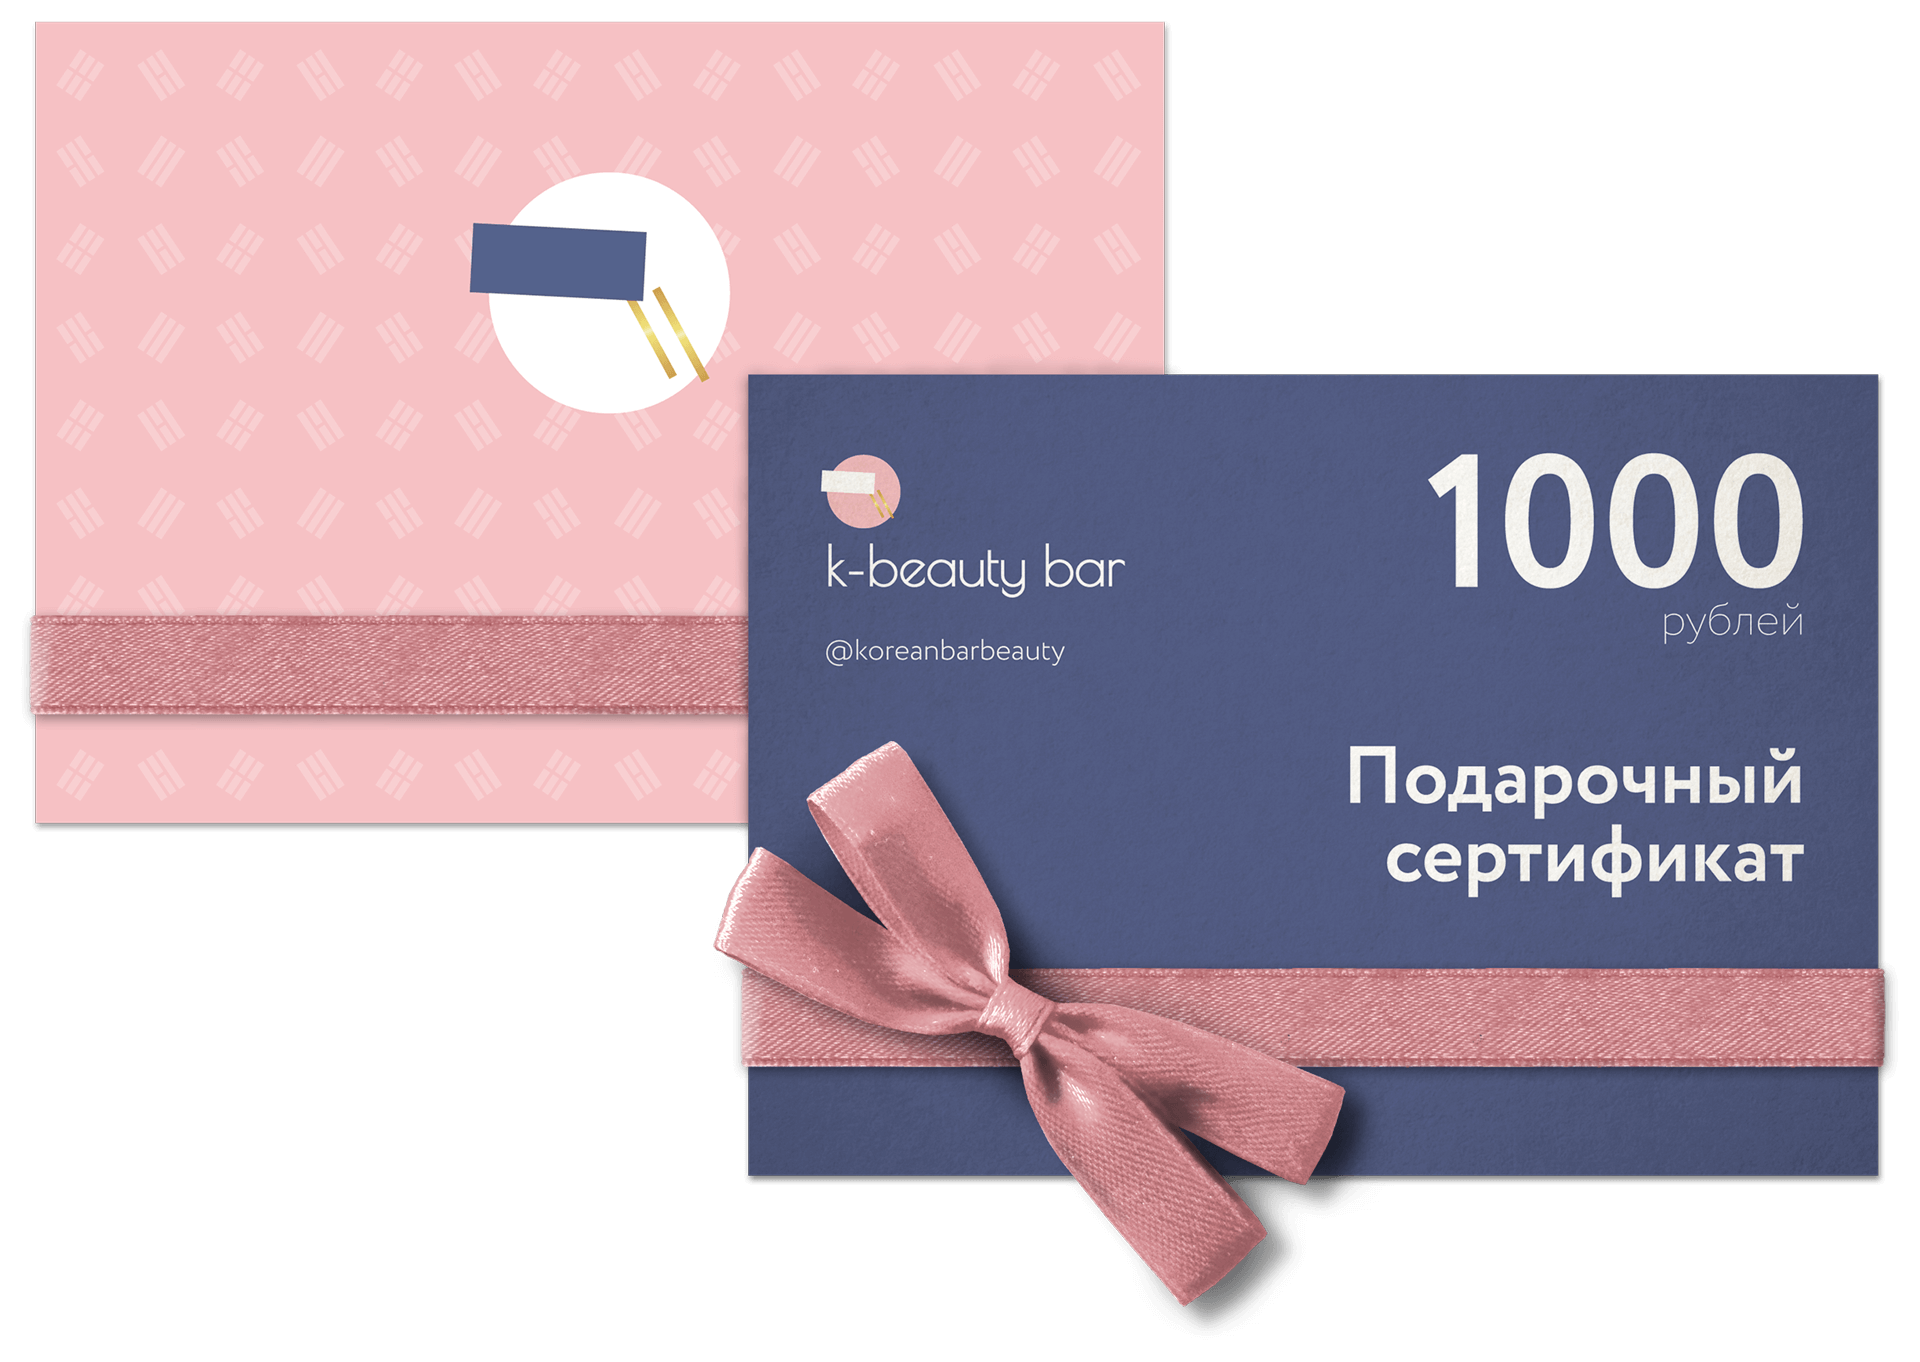 k-beauty bar
@koreanbarbeauty
1000
рублей
Подарочный
сертификат